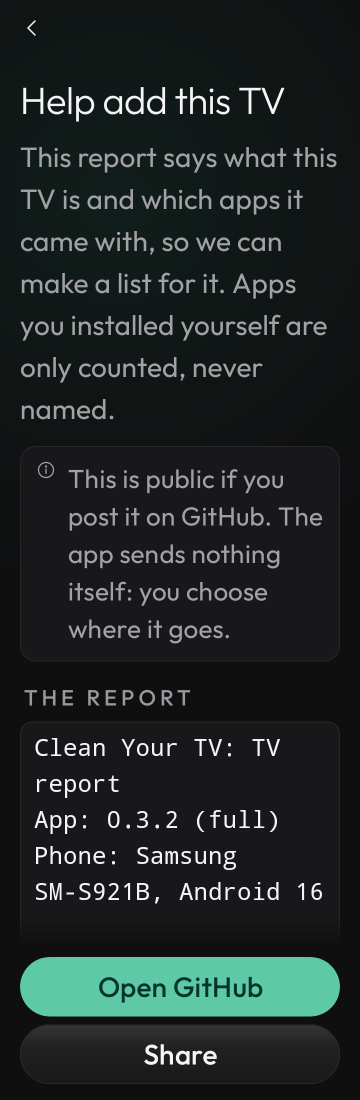 Help add this TV
This report says what this
TV is and which apps it
came with, so we can
make a list for it. Apps
you installed yourself are
only counted, never
named.
This is public if you
post it on GitHub. The
app sends nothing
itself: you choose
where it goes.
THE REPORT
Clean Your TV: TV
report
App: 0.3.2 (full)
Phone: Samsung
SM-S921B, Android 16
Open GitHub
Share